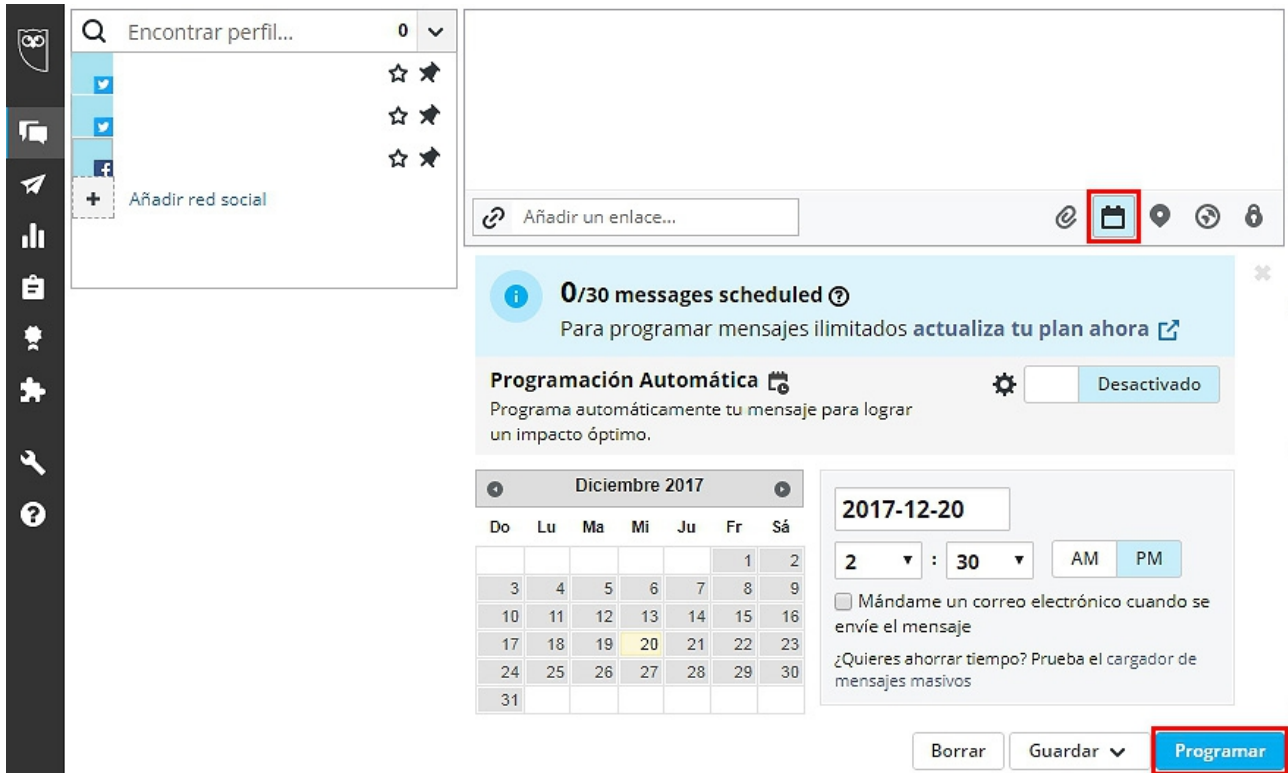 Encontrar perfil... 0
Añadir red social
Añadir un enlace...
0/30 messages scheduled
Para programar mensajes ilimitados actualiza tu plan ahora
Programación Automática
Desactivado
Programa automáticamente tu mensaje para lograr
un impacto óptimo.
Diciembre 2017
Do Lu Ma Mi Ju Fr Sá
1 2
3 4 5 6 7 8 9
10 11 12 13 14 15 16
17 18 19 20 21 22 23
24 25 26 27 28 29 30
31
2017-12-20
2 : 30 AM PM
Mándame un correo electrónico cuando se
envíe el mensaje
¿Quieres ahorrar tiempo? Prueba el cargador de
mensajes masivos
Borrar Guardar Programar